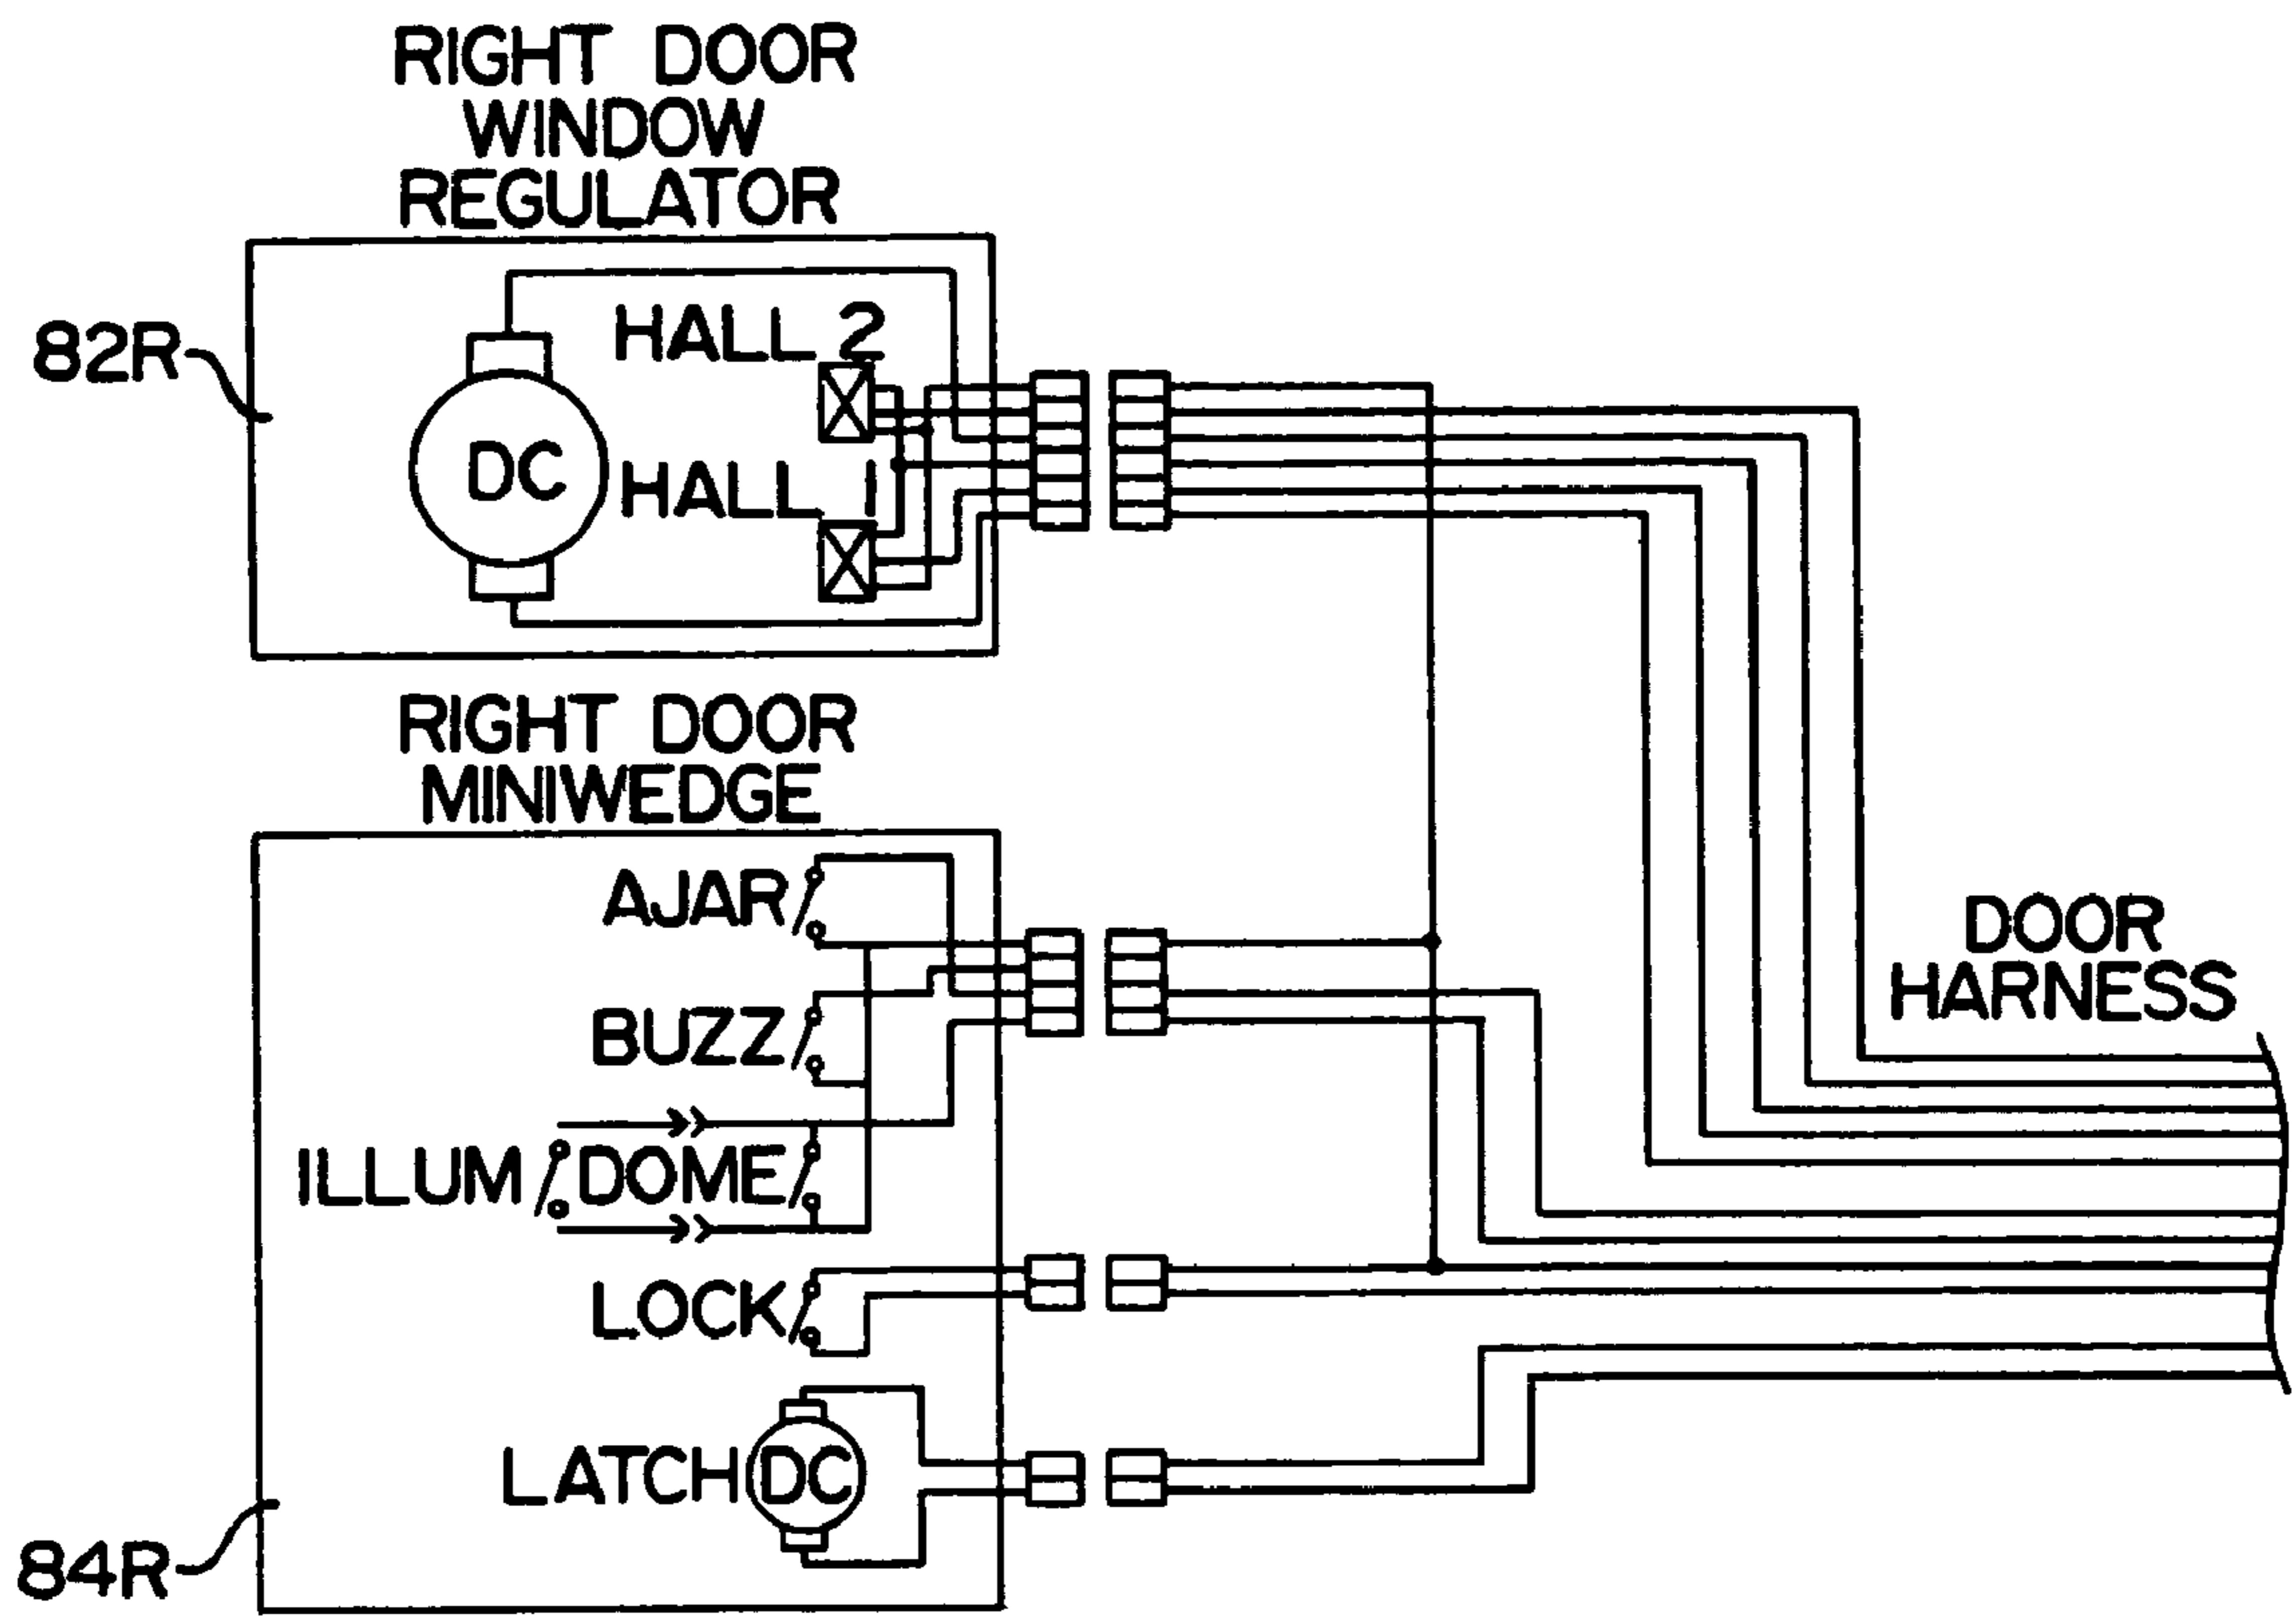 RIGHT DOOR
WINDOW
REGULATOR
82R
HALL 2
DC
HALL 1
RIGHT DOOR
MINIWEDGE
AJAR
BUZZ
ILLUM
DOME
LOCK
LATCH
DC
84R
DOOR
HARNESS